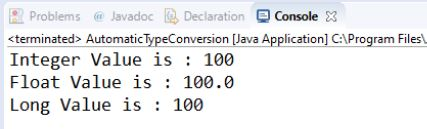 Problems @ Javadoc Declaration Console
<terminated> AutomaticTypeConversion [Java Application] C:\Program Files\
Integer Value is : 100
Float Value is : 100.0
Long Value is : 100